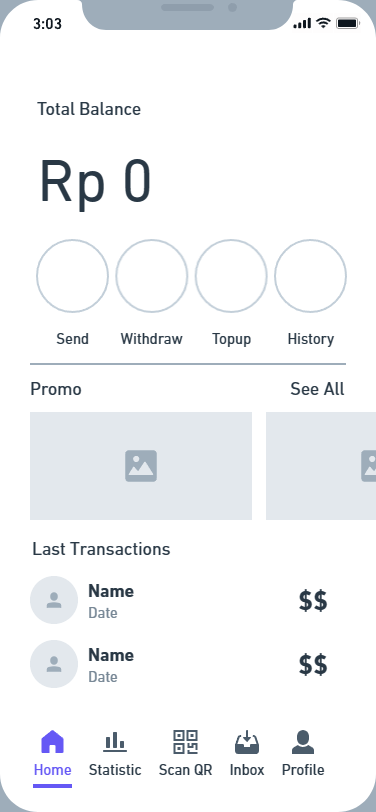 3:03
Total Balance
Rp 0
Send Withdraw Topup History
Promo See All
Last Transactions
Name
Date
$$
Name
Date
$$
Home Statistic Scan QR Inbox Profile